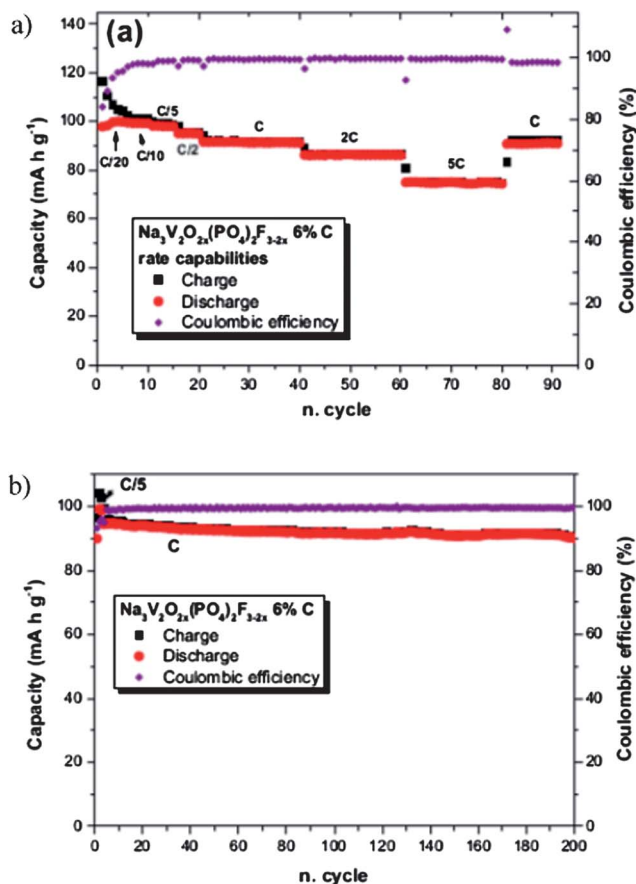 a)
(a)
140
120
100
80
60
40
20
0
Capacity (mA h g⁻¹)
C/20
C/10
C/5
C/2
C
2C
5C
C
Na₃V₂O₂ₓ(PO₄)₂F₃₋₂ₓ 6% C
rate capabilities
Charge
Discharge
Coulombic efficiency
100
80
60
40
20
0
Coulombic efficiency (%)
0 10 20 30 40 50 60 70 80 90
n. cycle
b)
100
80
60
40
20
0
Capacity (mA h g⁻¹)
C/5
C
Na₃V₂O₂ₓ(PO₄)₂F₃₋₂ₓ 6% C
Charge
Discharge
Coulombic efficiency
100
80
60
40
20
0
Coulombic efficiency (%)
0 20 40 60 80 100 120 140 160 180 200
n. cycle